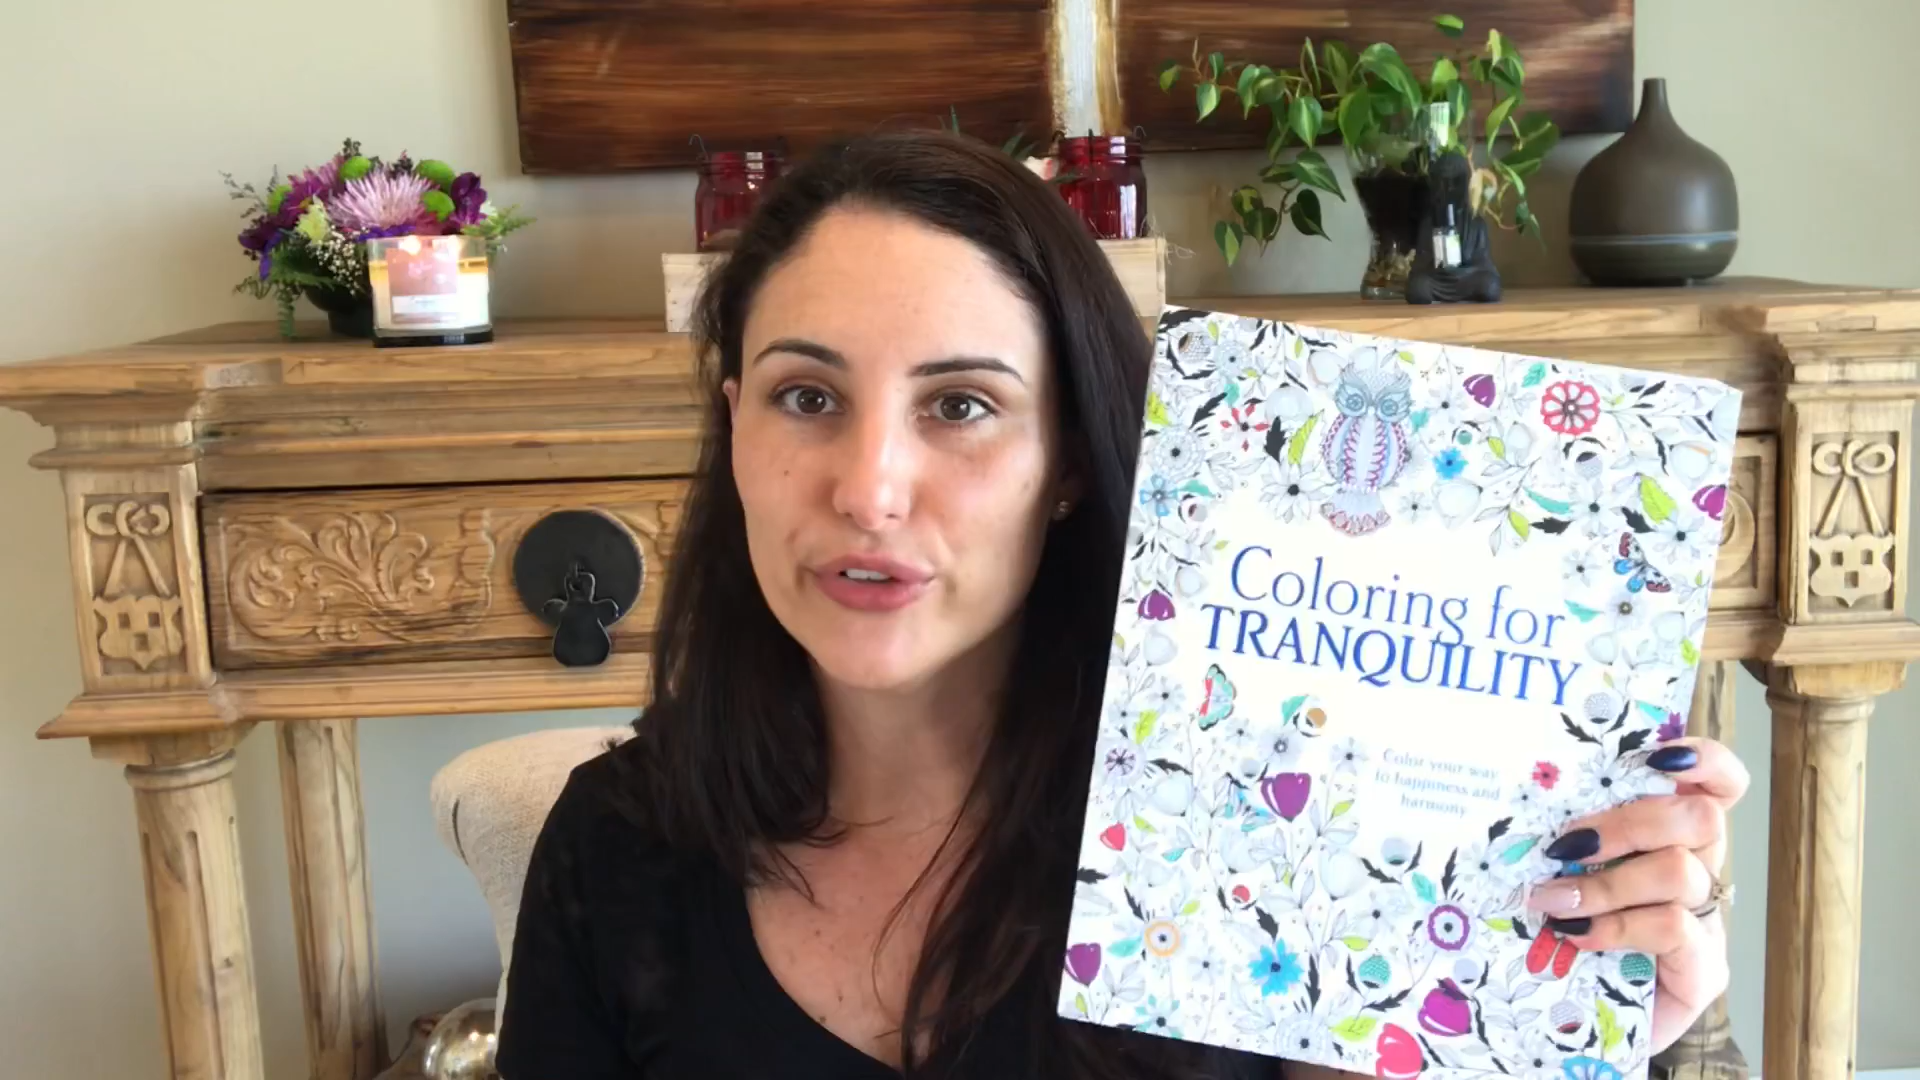 Coloring for
TRANQUILITY
Color your way
to happiness and
harmony